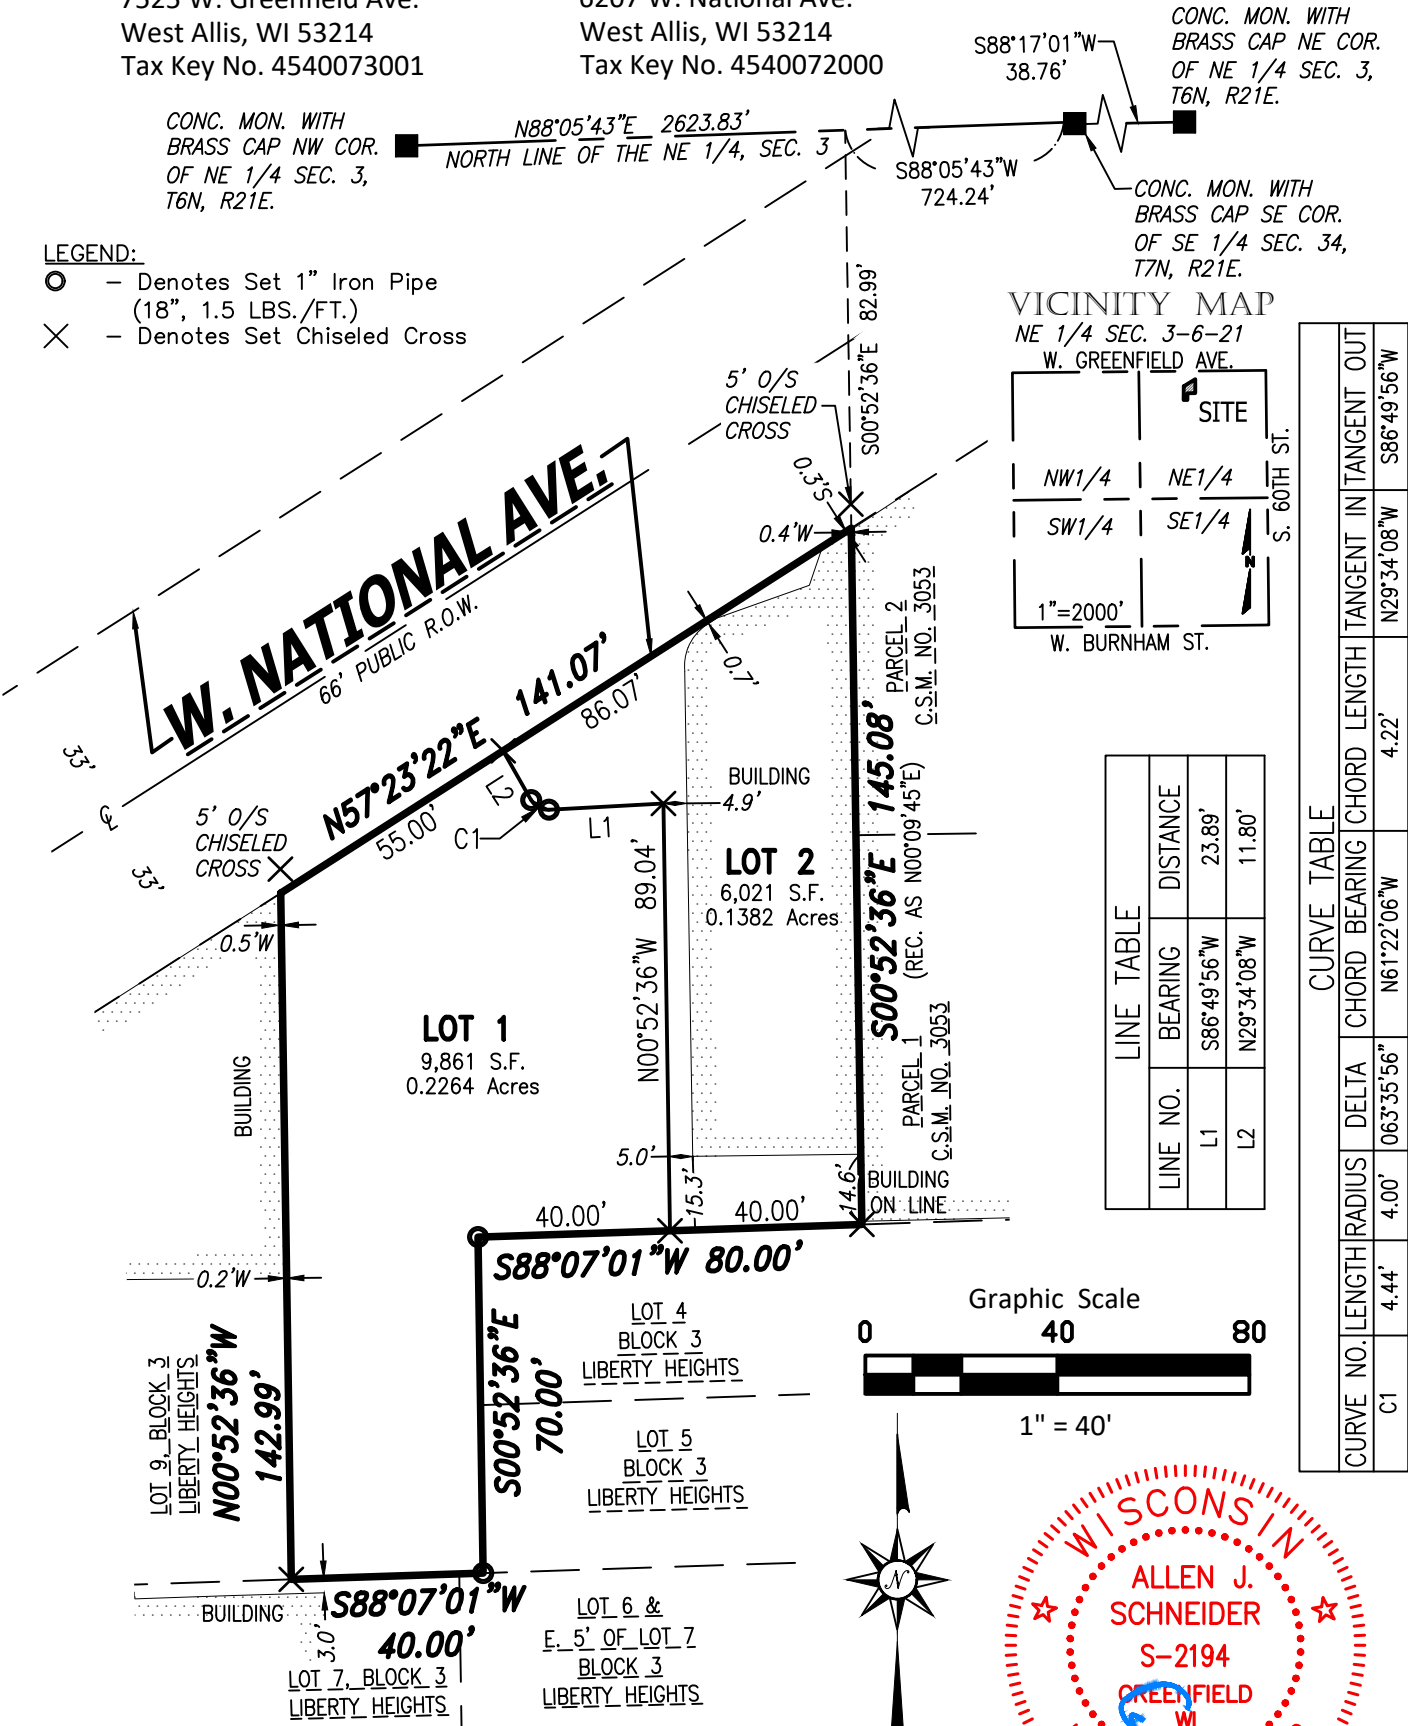 7525 W. Greenfield Ave.
West Allis, WI 53214
Tax Key No. 4540073001
6207 W. National Ave.
West Allis, WI 53214
Tax Key No. 4540072000
S88°17'01"W
38.76'
CONC. MON. WITH
BRASS CAP NE COR.
OF NE 1/4 SEC. 3,
T6N, R21E.
CONC. MON. WITH
BRASS CAP NW COR.
OF NE 1/4 SEC. 3,
T6N, R21E.
N88°05'43"E 2623.83'
NORTH LINE OF THE NE 1/4, SEC. 3
S88°05'43"W
724.24'
CONC. MON. WITH
BRASS CAP SE COR.
OF SE 1/4 SEC. 34,
T7N, R21E.
LEGEND:
– Denotes Set 1" Iron Pipe
(18", 1.5 LBS./FT.)
– Denotes Set Chiseled Cross
S00°52'36"E 82.99'
VICINITY MAP
NE 1/4 SEC. 3-6-21
W. GREENFIELD AVE.
SITE
NW1/4
NE1/4
SW1/4
SE1/4
S. 60TH ST.
N
1"=2000'
W. BURNHAM ST.
5' O/S
CHISELED
CROSS
0.3'S
0.4'W
W. NATIONAL AVE.
66' PUBLIC R.O.W.
33'
℄
33'
N57°23'22"E 141.07'
55.00'
86.07'
0.7'
5' O/S
CHISELED
CROSS
L2
C1
L1
BUILDING
4.9'
LOT 2
6,021 S.F.
0.1382 Acres
PARCEL 2
C.S.M. NO. 3053
S00°52'36"E 145.08'
(REC. AS N00°09'45"E)
PARCEL 1
C.S.M. NO. 3053
N00°52'36"W 89.04'
0.5'W
BUILDING
LOT 1
9,861 S.F.
0.2264 Acres
5.0'
15.3'
14.6'
BUILDING
ON LINE
40.00'
40.00'
S88°07'01"W 80.00'
0.2'W
LOT 9, BLOCK 3
LIBERTY HEIGHTS
N00°52'36"W
142.99'
S00°52'36"E
70.00'
LOT 4
BLOCK 3
LIBERTY HEIGHTS
LOT 5
BLOCK 3
LIBERTY HEIGHTS
BUILDING
3.0'
S88°07'01"W
40.00'
LOT 7, BLOCK 3
LIBERTY HEIGHTS
LOT 6 &
E. 5' OF LOT 7
BLOCK 3
LIBERTY HEIGHTS
LINE TABLE
LINE NO. BEARING DISTANCE
L1 S86°49'56"W 23.89'
L2 N29°34'08"W 11.80'
CURVE TABLE
CURVE NO. LENGTH RADIUS DELTA CHORD BEARING CHORD LENGTH TANGENT IN TANGENT OUT
C1 4.44' 4.00' 063°35'56" N61°22'06"W 4.22' N29°34'08"W S86°49'56"W
Graphic Scale
0 40 80
1" = 40'
N
WISCONSIN
ALLEN J.
SCHNEIDER
S-2194
GREENFIELD
WI